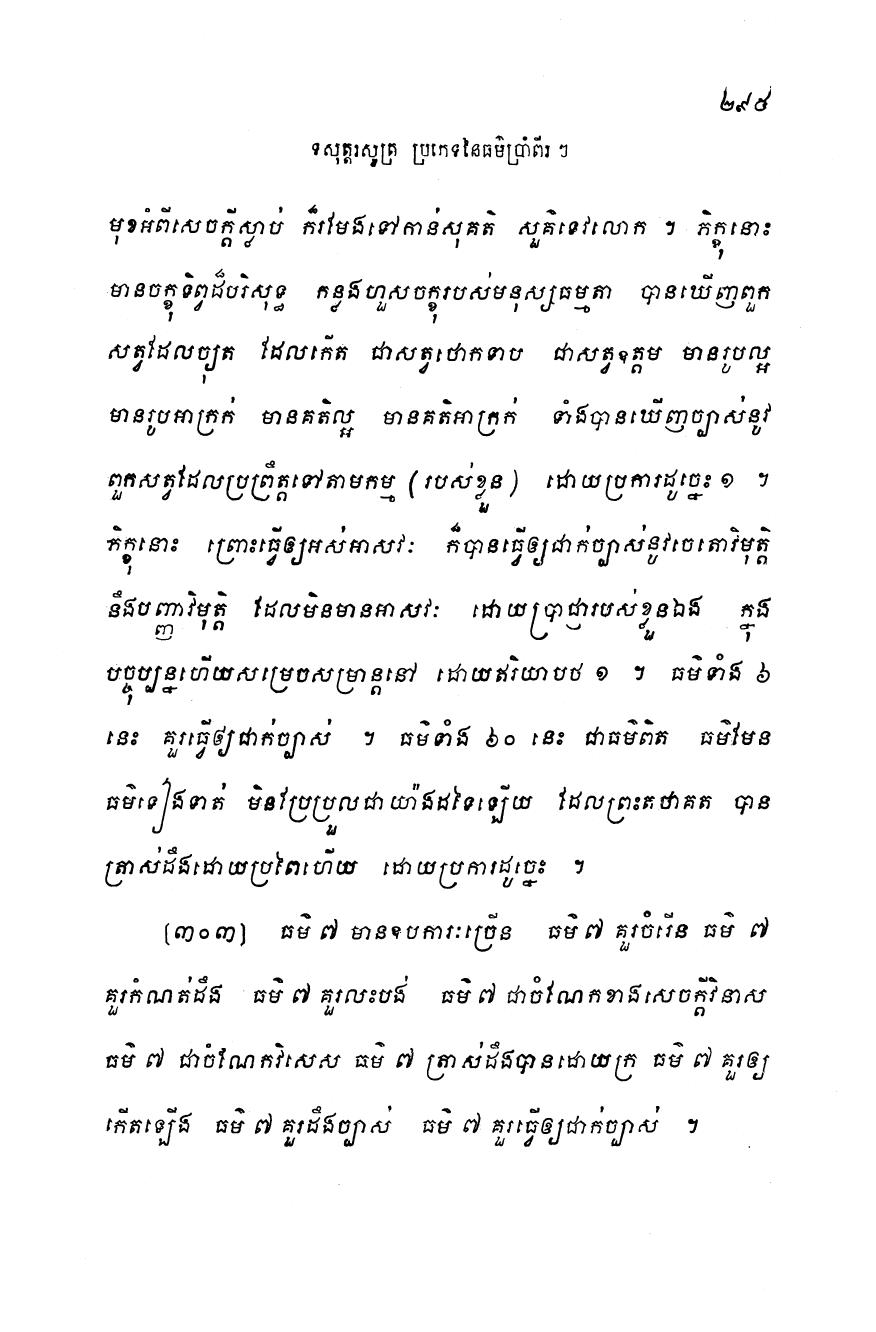 ២៩៥
ទសុត្តរសូត្រ ប្រភេទនៃធម៌ប្រាំពីរ ៗ
មុខអំពីសេចក្តីស្លាប់ ក៏រមែងទៅកាន់សុគតិ សួគ៌ទេវលោក ។ ភិក្ខុនោះ
មានចក្ខុទិព្វដ៏បរិសុទ្ធ កន្លងហួសចក្ខុរបស់មនុស្សធម្មតា បានឃើញពួក
សត្វដែលច្យុត ដែលកើត ជាសត្វថោកទាប ជាសត្វឧត្តម មានរូបល្អ
មានរូបអាក្រក់ មានគតិល្អ មានគតិអាក្រក់ ទាំងបានឃើញច្បាស់នូវ
ពួកសត្វដែលប្រព្រឹត្តទៅតាមកម្ម (របស់ខ្លួន) ដោយប្រការដូច្នេះ ១ ។
ភិក្ខុនោះ ព្រោះធ្វើឲ្យអស់អាសវៈ ក៏បានធ្វើឲ្យជាក់ច្បាស់នូវចេតោវិមុត្តិ
នឹងបញ្ញាវិមុត្តិ ដែលមិនមានអាសវៈ ដោយប្រាជ្ញារបស់ខ្លួនឯង ក្នុង
បច្ចុប្បន្នហើយសម្រេចសម្រាន្តនៅ ដោយឥរិយាបថ ១ ។ ធម៌ទាំង ៦
នេះ គួរធ្វើឲ្យជាក់ច្បាស់ ។ ធម៌ទាំង ៦០ នេះ ជាធម៌ពិត ធម៌មែន
ធម៌ទៀងទាត់ មិនប្រែប្រួលជាយ៉ាងដទៃឡើយ ដែលព្រះតថាគត បាន
ត្រាស់ដឹងដោយប្រពៃហើយ ដោយប្រការដូច្នេះ ។
(៣០៣) ធម៌ ៧ មានឧបការៈច្រើន ធម៌ ៧ គួរចំរើន ធម៌ ៧
គួរកំណត់ដឹង ធម៌ ៧ គួរលះបង់ ធម៌ ៧ ជាចំណែកខាងសេចក្តីវិនាស
ធម៌ ៧ ជាចំណែកវិសេស ធម៌ ៧ ត្រាស់ដឹងបានដោយក្រ ធម៌ ៧ គួរឲ្យ
កើតឡើង ធម៌ ៧ គួរដឹងច្បាស់ ធម៌ ៧ គួរធ្វើឲ្យជាក់ច្បាស់ ។